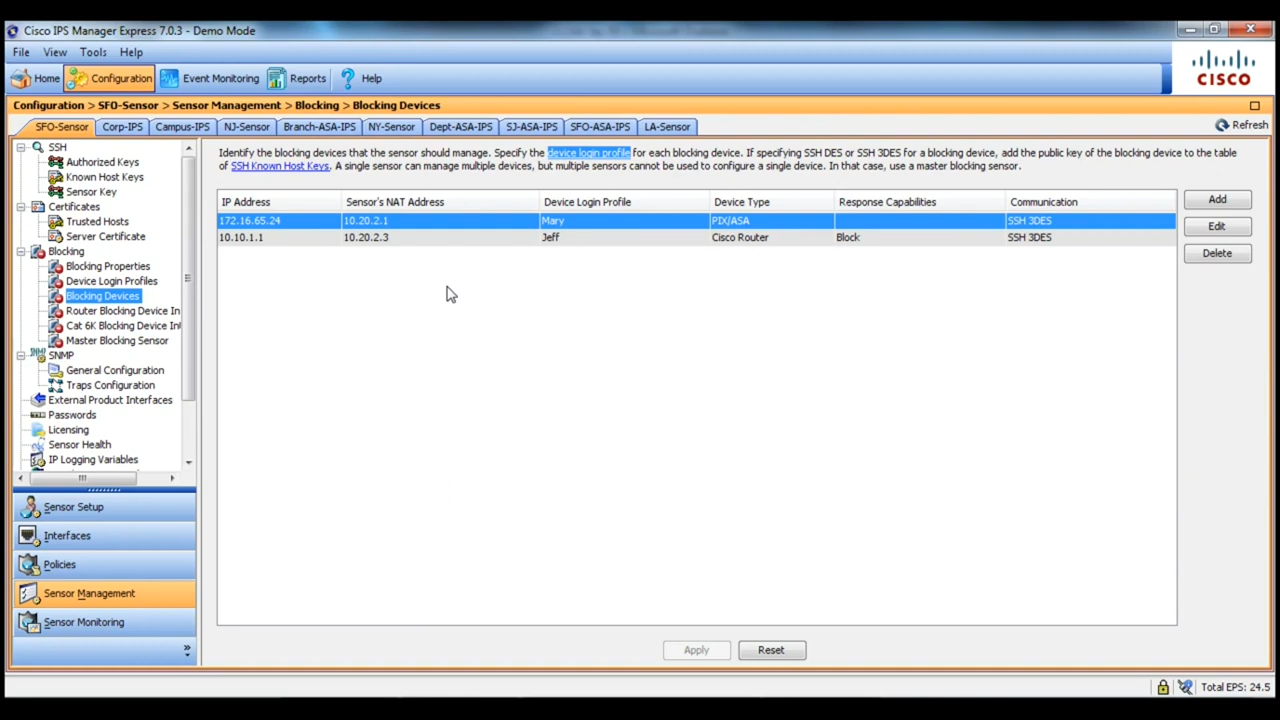 Cisco IPS Manager Express 7.0.3 - Demo Mode
File View Tools Help
Home Configuration Event Monitoring Reports Help
CISCO
Configuration > SFO-Sensor > Sensor Management > Blocking > Blocking Devices
SFO-Sensor Corp-IPS Campus-IPS NJ-Sensor Branch-ASA-IPS NY-Sensor Dept-ASA-IPS SJ-ASA-IPS SFO-ASA-IPS LA-Sensor
Refresh
SSH
Authorized Keys
Known Host Keys
Sensor Key
Certificates
Trusted Hosts
Server Certificate
Blocking
Blocking Properties
Device Login Profiles
Blocking Devices
Router Blocking Device In
Cat 6K Blocking Device Int
Master Blocking Sensor
SNMP
General Configuration
Traps Configuration
External Product Interfaces
Passwords
Licensing
Sensor Health
IP Logging Variables
Sensor Setup
Interfaces
Policies
Sensor Management
Sensor Monitoring
Identify the blocking devices that the sensor should manage. Specify the device login profile for each blocking device. If specifying SSH DES or SSH 3DES for a blocking device, add the public key of the blocking device to the table
of SSH Known Host Keys. A single sensor can manage multiple devices, but multiple sensors cannot be used to configure a single device. In that case, use a master blocking sensor.
IP Address Sensor's NAT Address Device Login Profile Device Type Response Capabilities Communication
172.16.65.24 10.20.2.1 Mary PIX/ASA SSH 3DES
10.10.1.1 10.20.2.3 Jeff Cisco Router Block SSH 3DES
Add
Edit
Delete
Apply Reset
Total EPS: 24.5